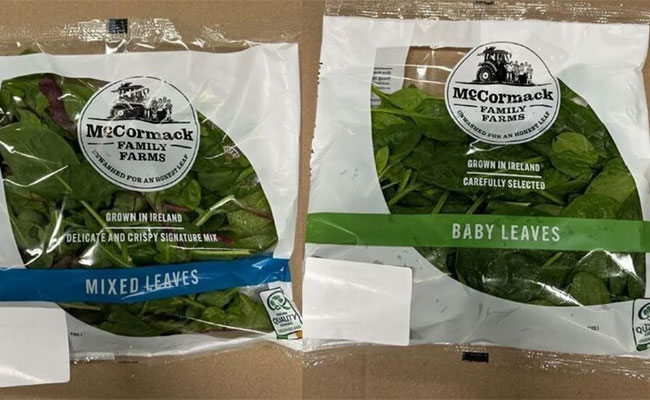 McCormack
FAMILY
FARMS
UNWASHED FOR AN HONEST LEAF
GROWN IN IRELAND
DELICATE AND CRISPY SIGNATURE MIX
MIXED LEAVES
QUALITY
McCormack
FAMILY
FARMS
UNWASHED FOR AN HONEST LEAF
GROWN IN IRELAND
CAREFULLY SELECTED
BABY LEAVES
QUALITY